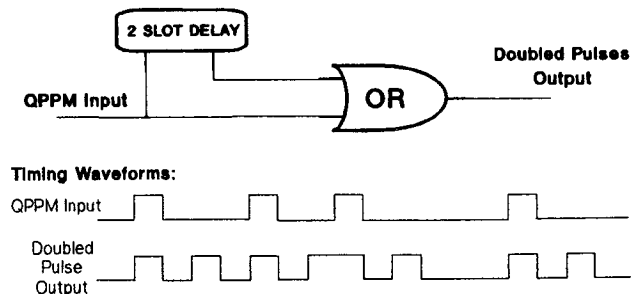 2 SLOT DELAY
Doubled Pulses
Output
QPPM Input
OR
Timing Waveforms:
QPPM Input
Doubled
Pulse
Output